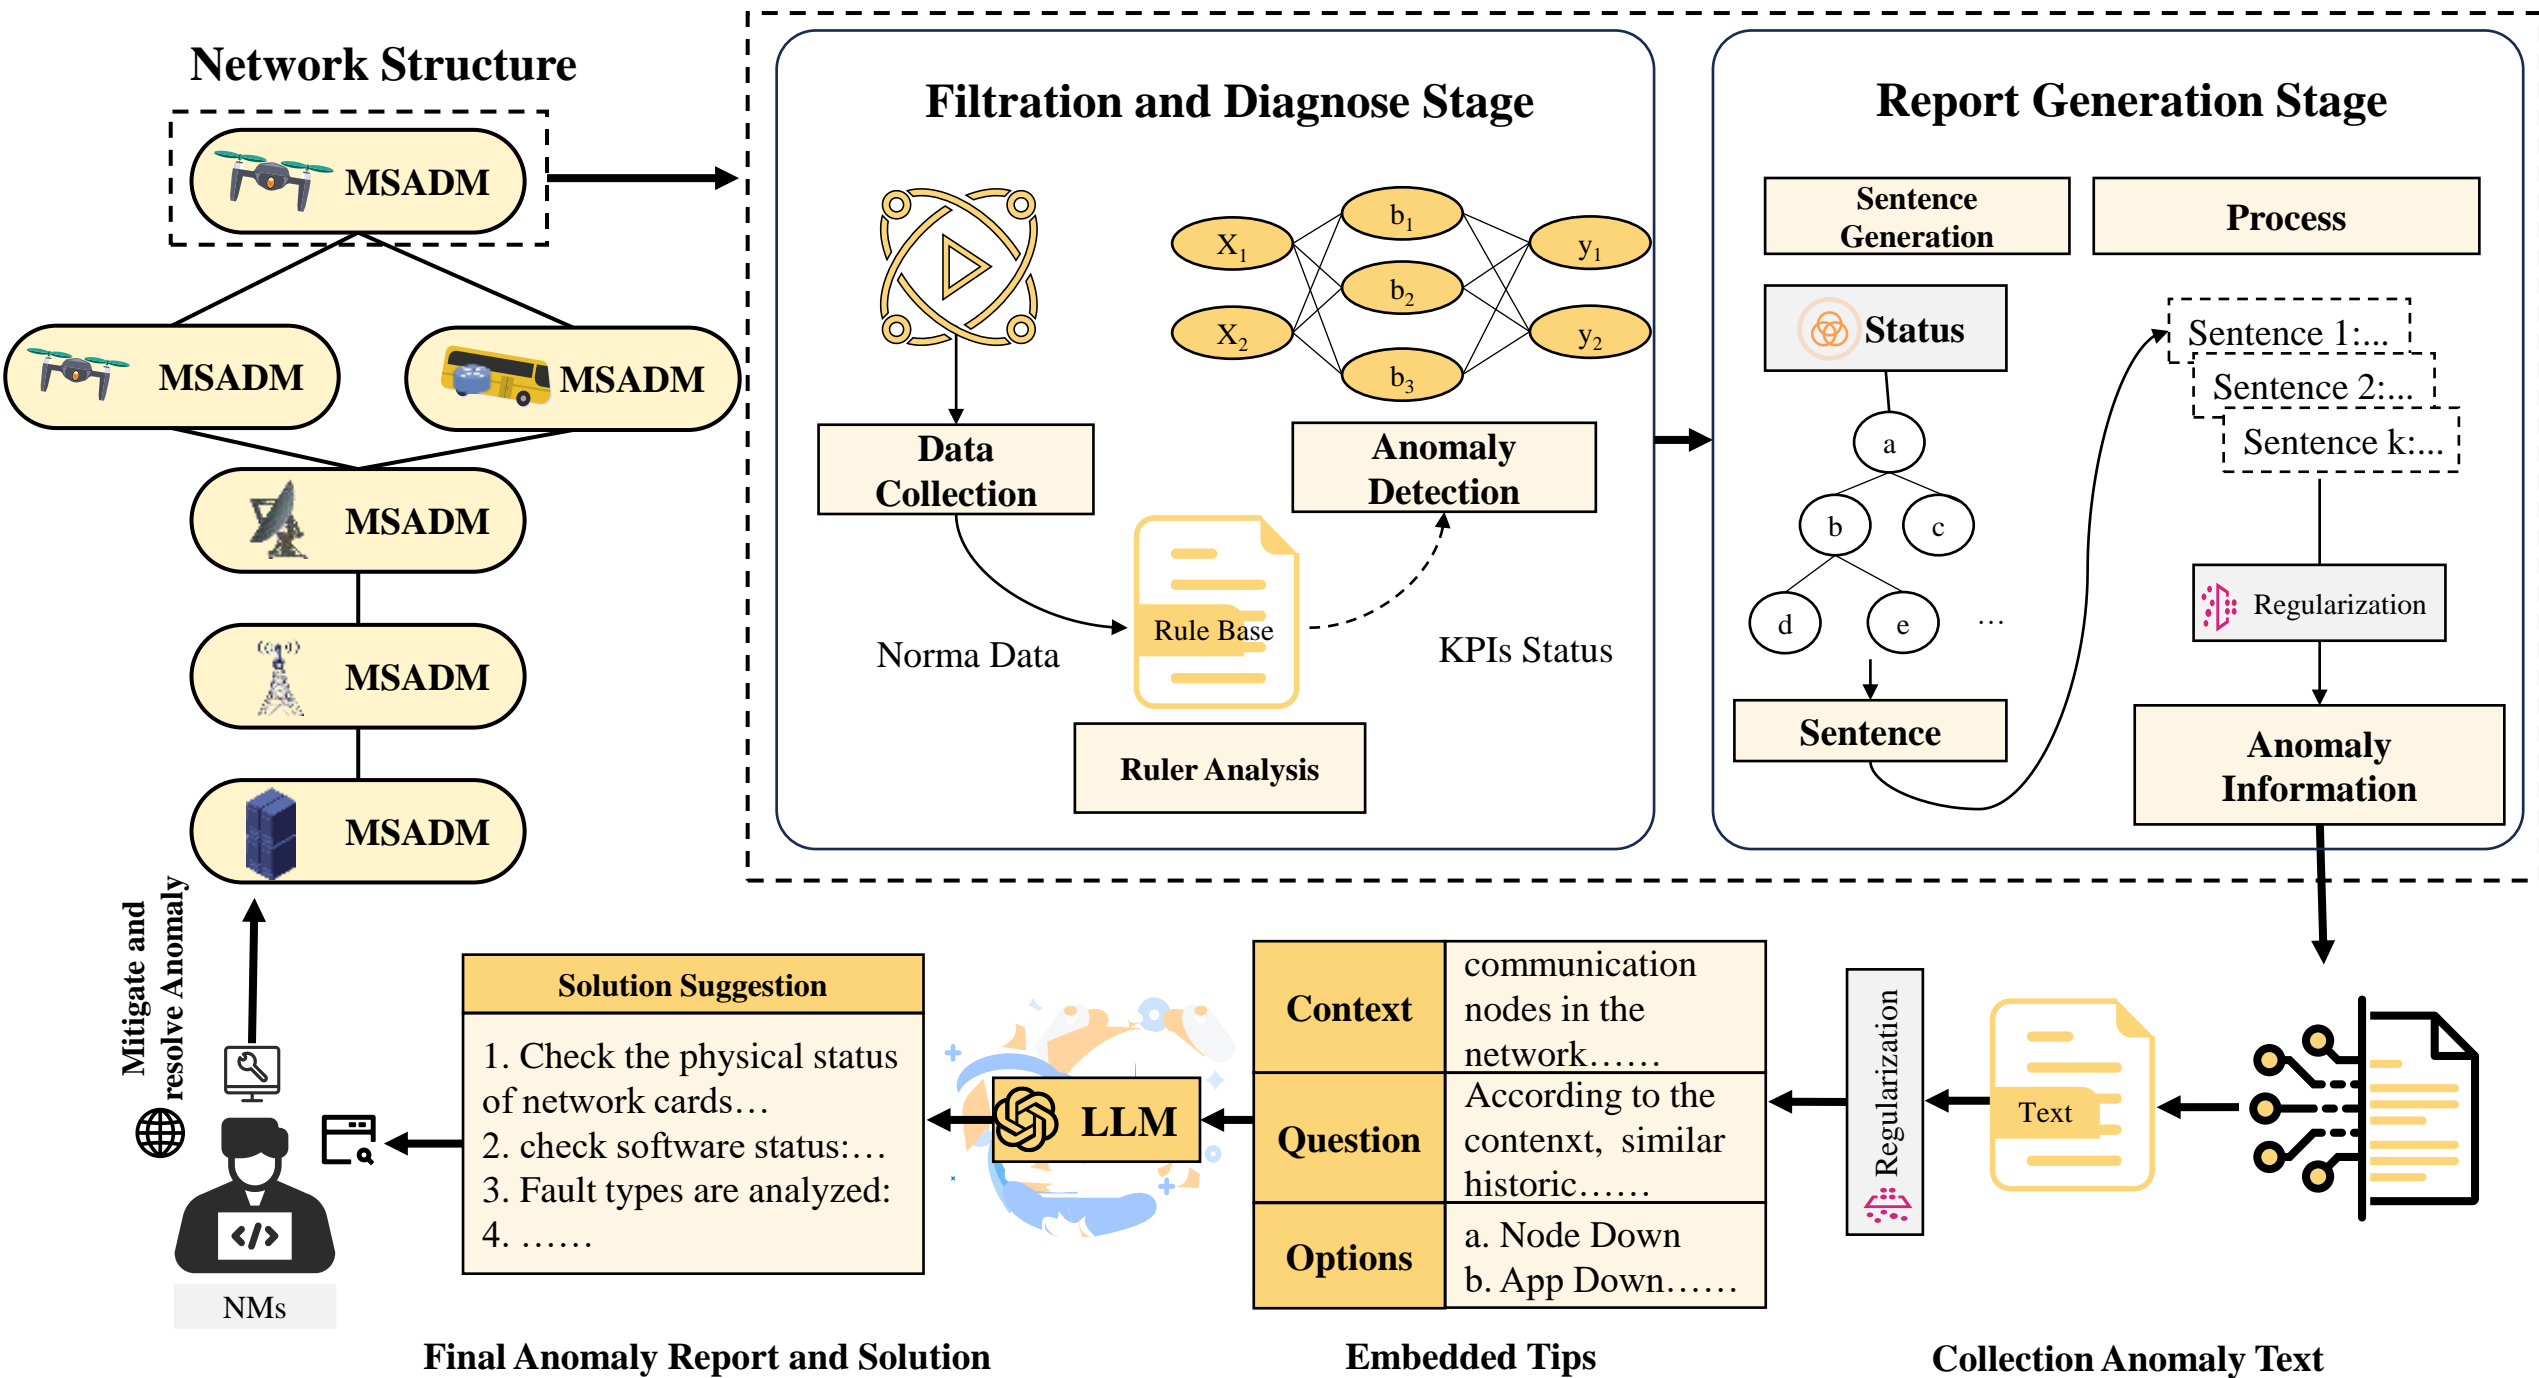 Network Structure
MSADM
MSADM
MSADM
MSADM
MSADM
MSADM
Filtration and Diagnose Stage
X1
X2
b1
b2
b3
y1
y2
Data
Collection
Anomaly
Detection
Norma Data
Rule Base
KPIs Status
Ruler Analysis
Report Generation Stage
Sentence
Generation
Process
Status
a
b
c
d
e
...
Sentence
Sentence 1:...
Sentence 2:...
Sentence k:...
Regularization
Anomaly
Information
Mitigate and
resolve Anomaly
NMs
Solution Suggestion
1. Check the physical status
of network cards…
2. check software status:…
3. Fault types are analyzed:
4. ……
LLM
Context
communication
nodes in the
network……
Question
According to the
contenxt, similar
historic……
Options
a. Node Down
b. App Down……
Regularization
Text
Final Anomaly Report and Solution
Embedded Tips
Collection Anomaly Text